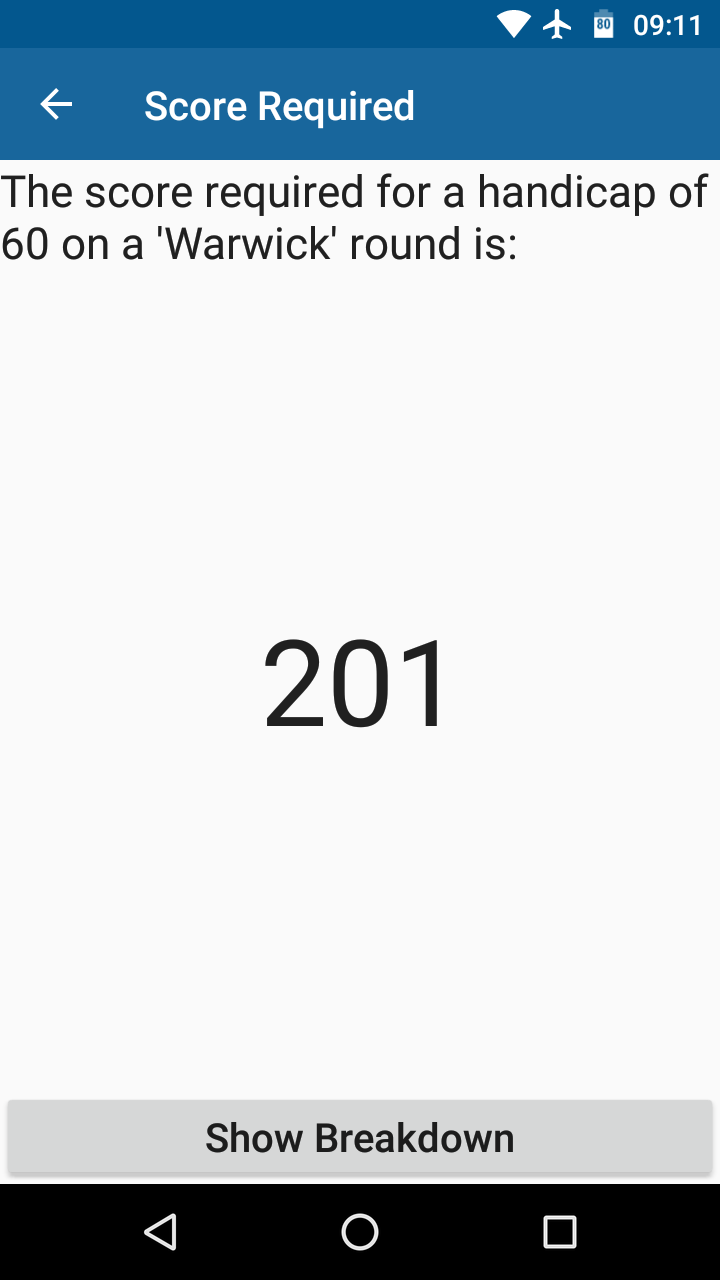 80 09:11
Score Required
The score required for a handicap of
60 on a 'Warwick' round is:
201
Show Breakdown